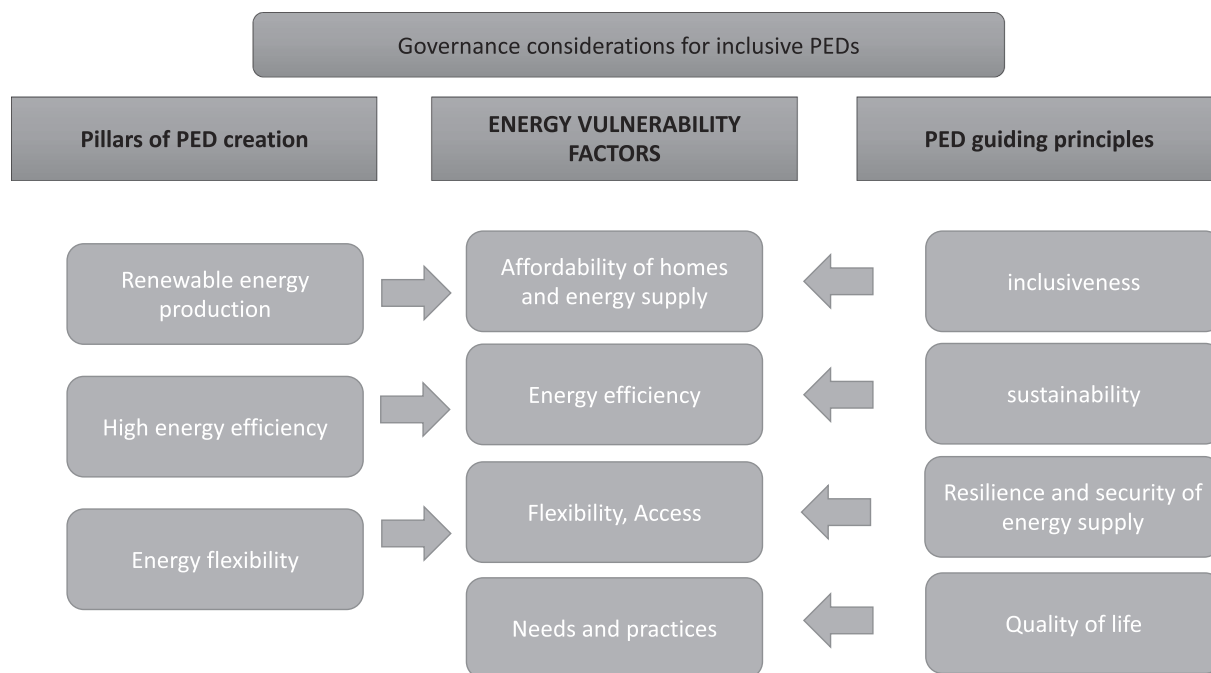 Governance considerations for inclusive PEDs
Pillars of PED creation
ENERGY VULNERABILITY
FACTORS
PED guiding principles
Renewable energy
production
Affordability of homes
and energy supply
inclusiveness
High energy efficiency
Energy efficiency
sustainability
Energy flexibility
Flexibility, Access
Resilience and security of
energy supply
Needs and practices
Quality of life